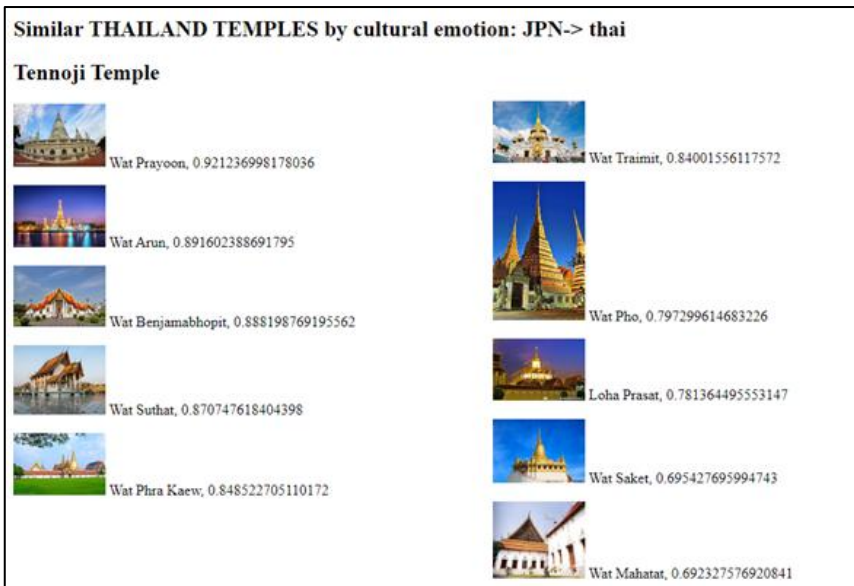 Similar THAILAND TEMPLES by cultural emotion: JPN-> thai
Tennoji Temple
Wat Prayoon, 0.921236998178036
Wat Arun, 0.891602388691795
Wat Benjamabhopit, 0.888198769195562
Wat Suthat, 0.870747618404398
Wat Phra Kaew, 0.848522705110172
Wat Traimit, 0.84001556117572
Wat Pho, 0.797299614683226
Loha Prasat, 0.781364495553147
Wat Saket, 0.695427695994743
Wat Mahatat, 0.692327576920841